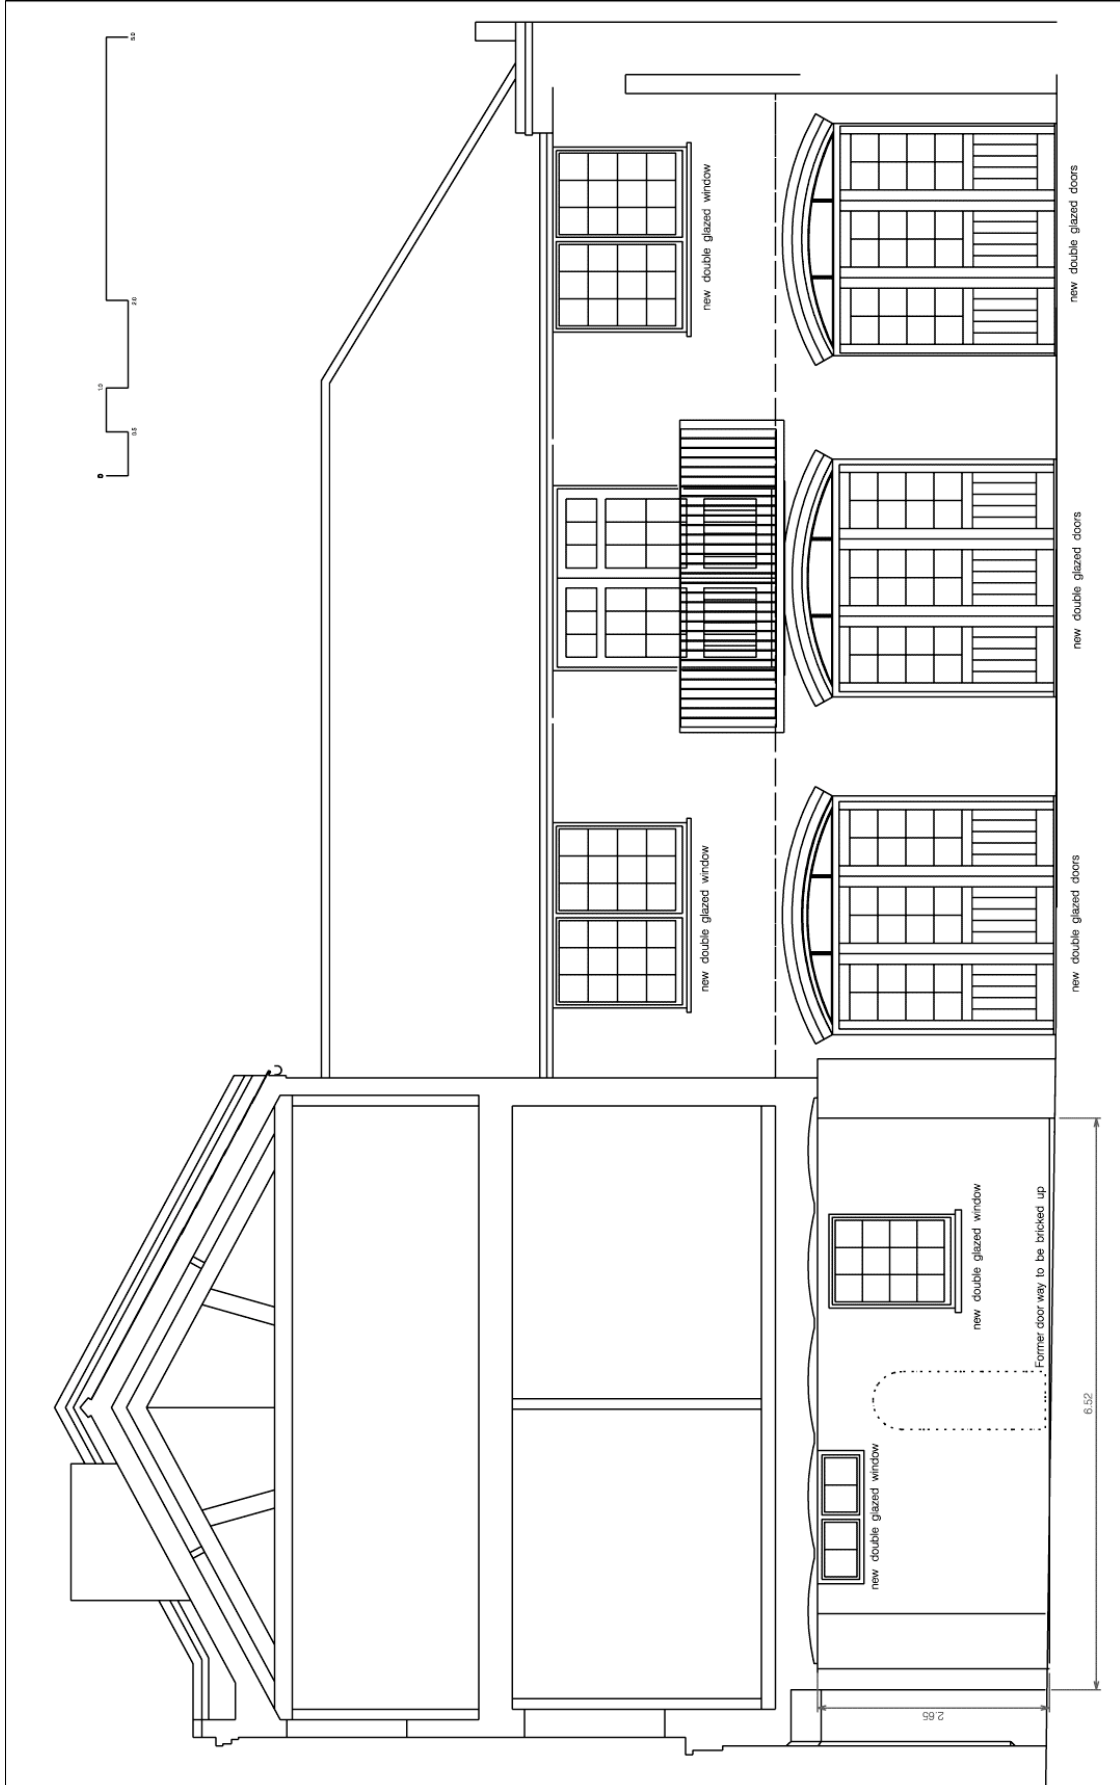 0
0.5
1.0
2.0
5.0
new double glazed window
new double glazed window
new double glazed window
new double glazed window
Former door way to be bricked up
new double glazed doors
new double glazed doors
new double glazed doors
2.65
6.52